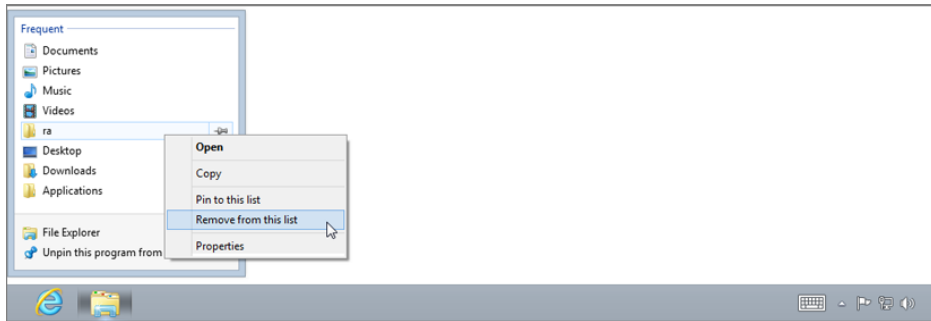 Frequent
Documents
Pictures
Music
Videos
ra
Desktop
Downloads
Applications
File Explorer
Unpin this program from
Open
Copy
Pin to this list
Remove from this list
Properties